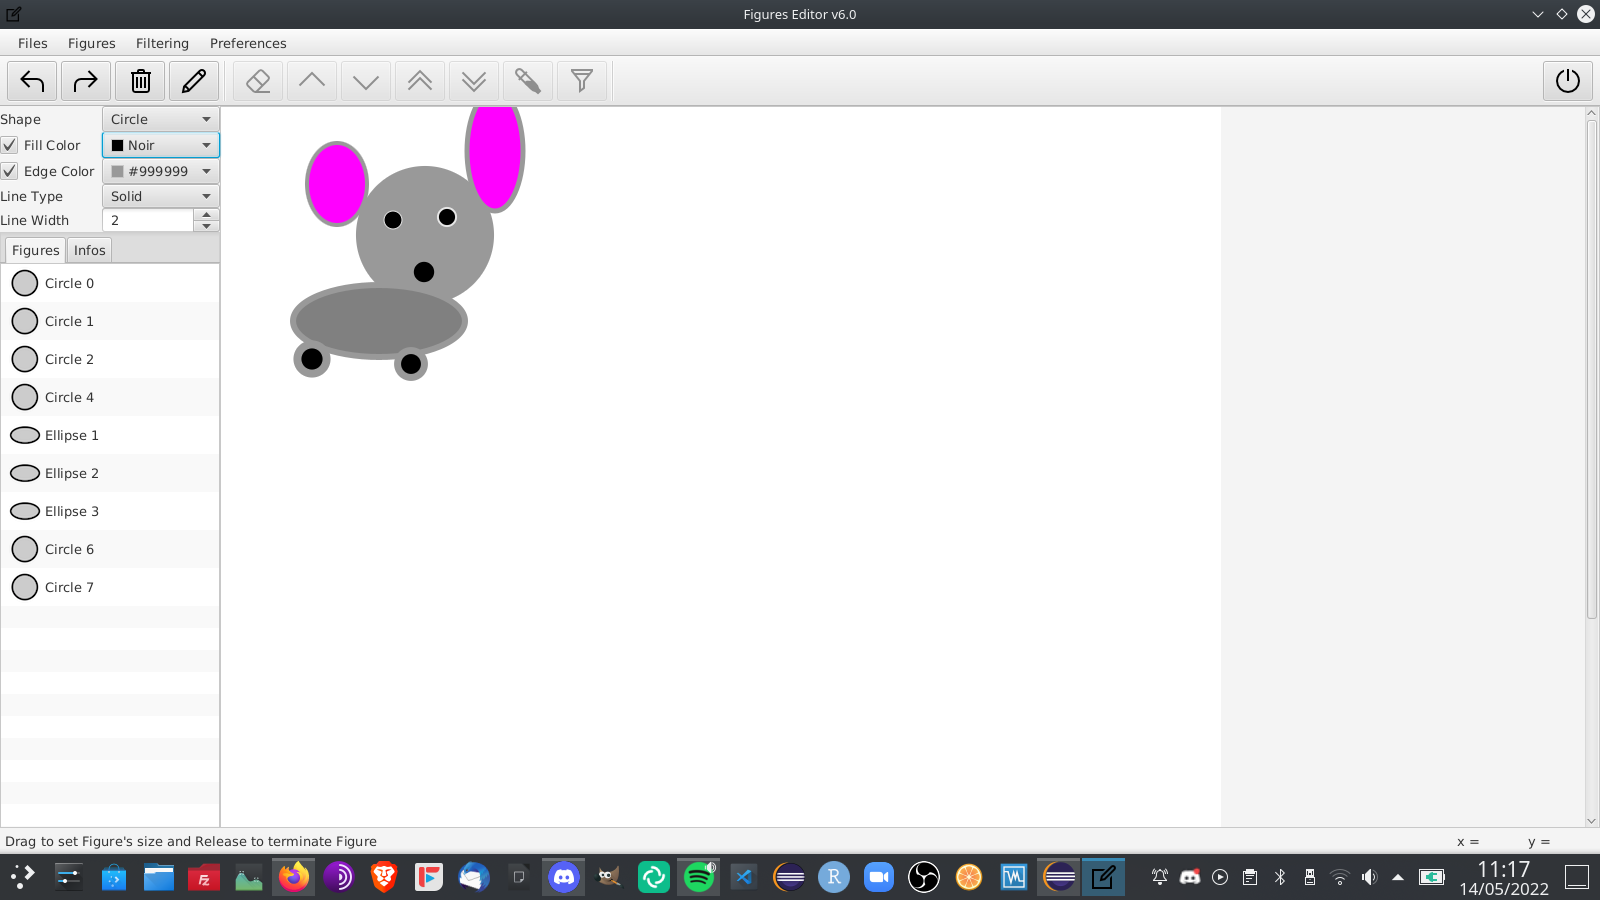 Figures Editor v6.0
Files Figures Filtering Preferences
Shape Circle
Fill Color Noir
Edge Color #999999
Line Type Solid
Line Width 2
Figures Infos
Circle 0
Circle 1
Circle 2
Circle 4
Ellipse 1
Ellipse 2
Ellipse 3
Circle 6
Circle 7
Drag to set Figure's size and Release to terminate Figure x = y =
Fz
R
11:17
14/05/2022